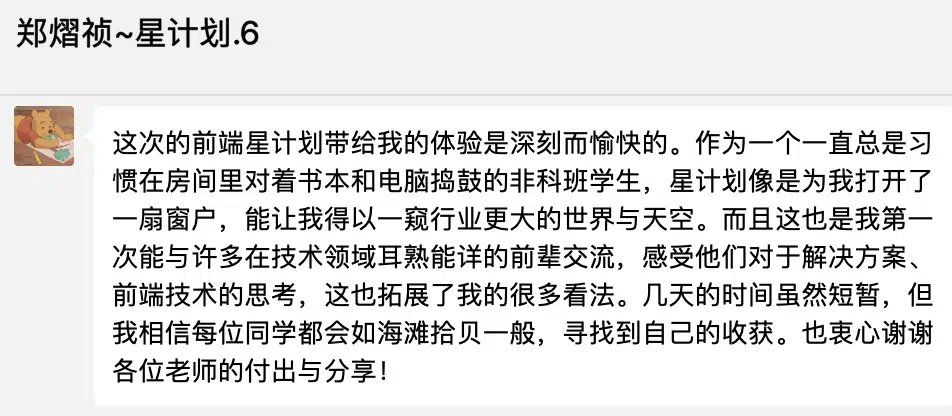 郑熠祯~星计划.6
这次的前端星计划带给我的体验是深刻而愉快的。作为一个一直总是习
惯在房间里对着书本和电脑捣鼓的非科班学生，星计划像是为我打开了
一扇窗户，能让我得以一窥行业更大的世界与天空。而且这也是我第一
次能与许多在技术领域耳熟能详的前辈交流，感受他们对于解决方案、
前端技术的思考，这也拓展了我的很多看法。几天的时间虽然短暂，但
我相信每位同学都会如海滩拾贝一般，寻找到自己的收获。也衷心谢谢
各位老师的付出与分享！